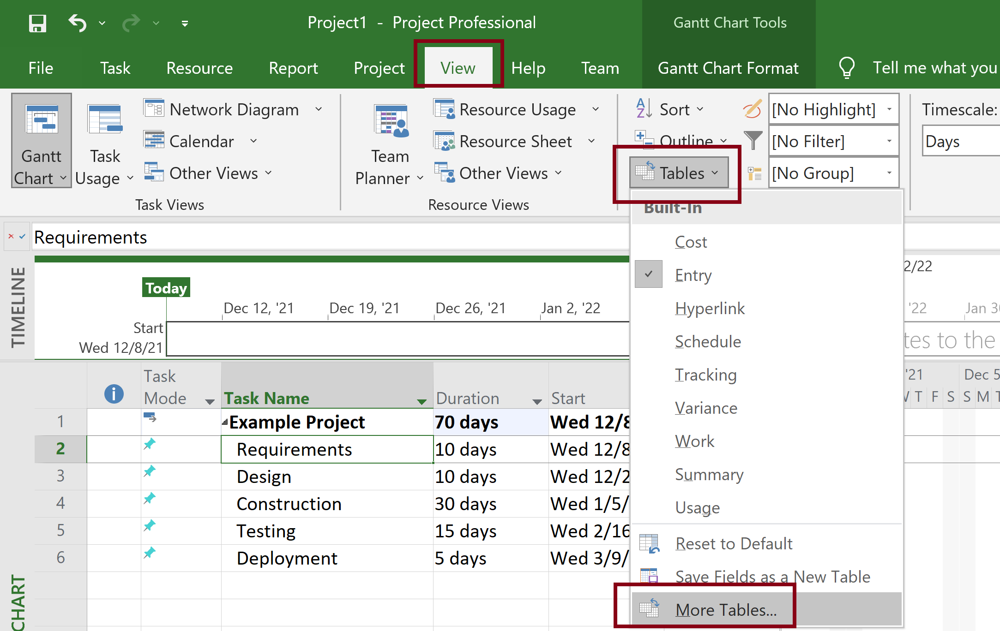 Project1 - Project Professional
Gantt Chart Tools
File Task Resource Report Project View Help Team Gantt Chart Format Tell me what you
Gantt Chart
Task Usage
Network Diagram
Calendar
Other Views
Task Views
Team Planner
Resource Usage
Resource Sheet
Other Views
Resource Views
Sort
Outline
Tables
[No Highlight]
[No Filter]
[No Group]
Timescale:
Days
Built-In
Cost
Entry
Hyperlink
Schedule
Tracking
Variance
Work
Summary
Usage
Reset to Default
Save Fields as a New Table
More Tables...
Requirements
TIMELINE
Today
Dec 12, '21 Dec 19, '21 Dec 26, '21 Jan 2, '22
2/22
'22 Jan 30
Start
Wed 12/8/21
tes to the
CHART
Task Mode Task Name Duration Start
'21 Dec 5
T F S S M T
1 Example Project 70 days Wed 12/8
2 Requirements 10 days Wed 12/8
3 Design 10 days Wed 12/2
4 Construction 30 days Wed 1/5/
5 Testing 15 days Wed 2/16
6 Deployment 5 days Wed 3/9/